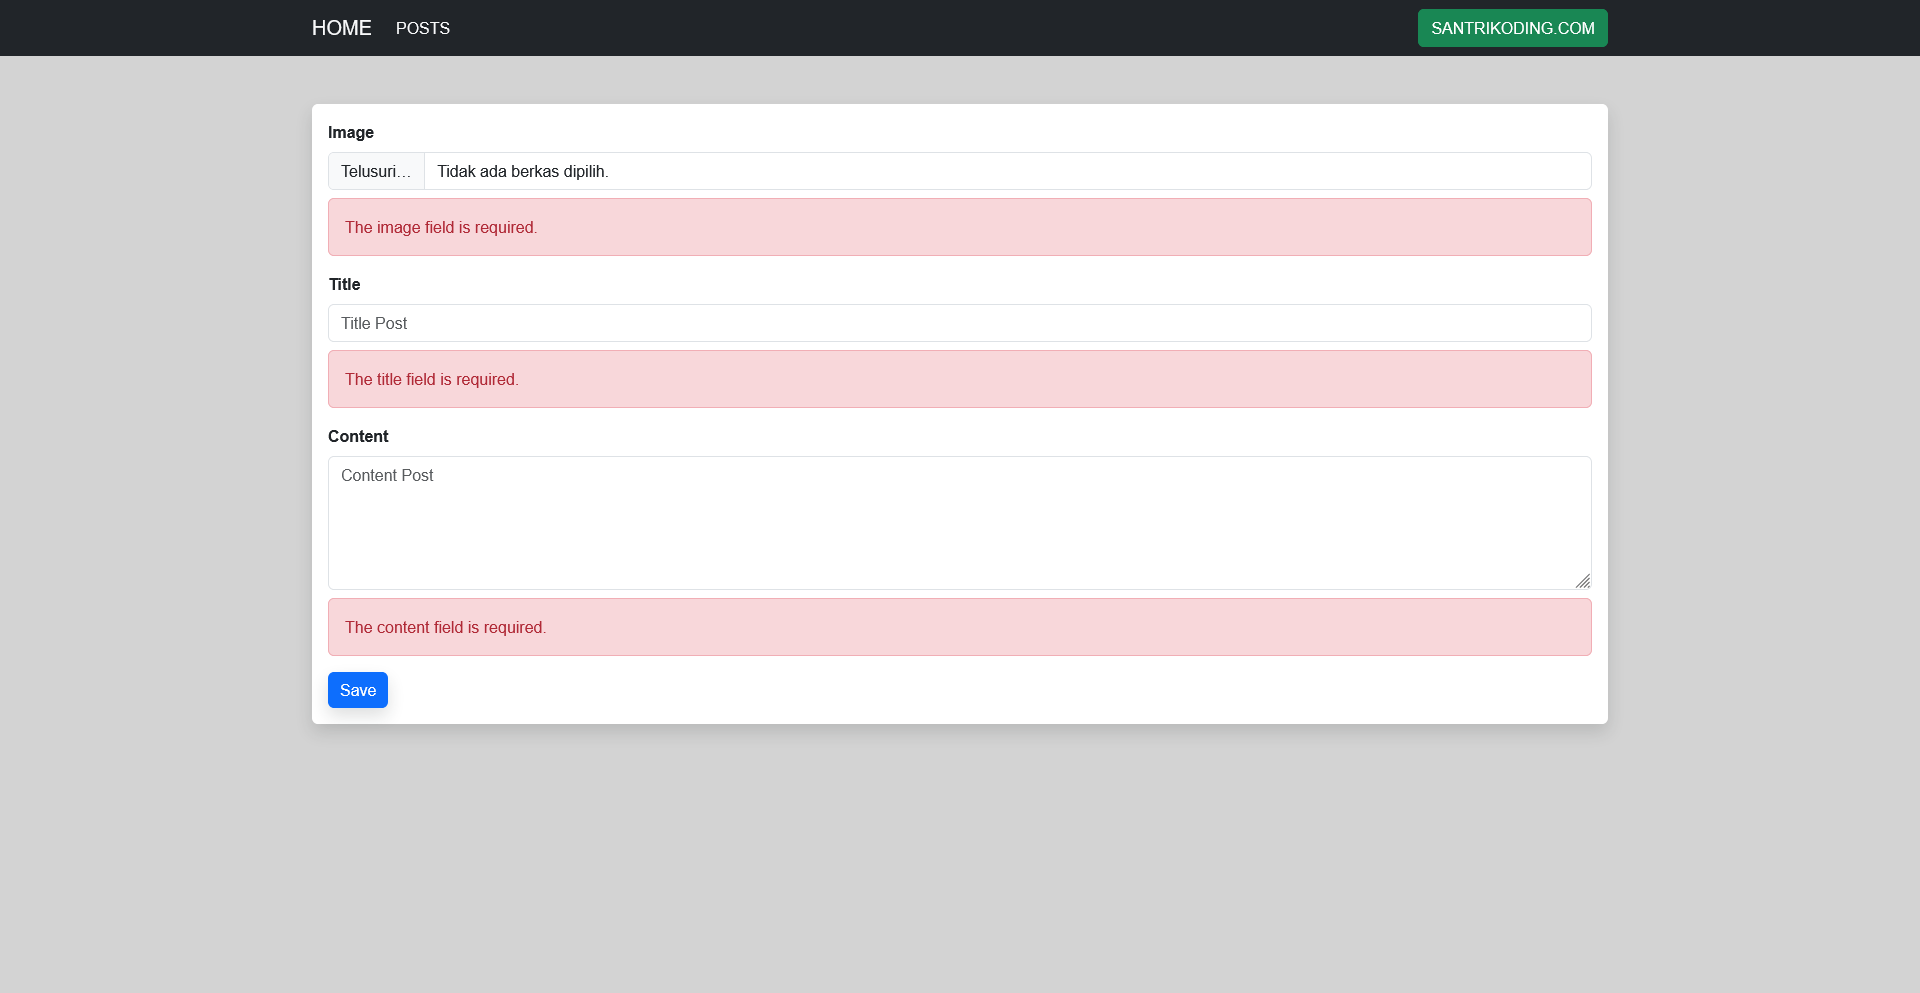 HOME POSTS SANTRIKODING.COM
Image
Telusuri... Tidak ada berkas dipilih.
The image field is required.
Title
Title Post
The title field is required.
Content
Content Post
The content field is required.
Save